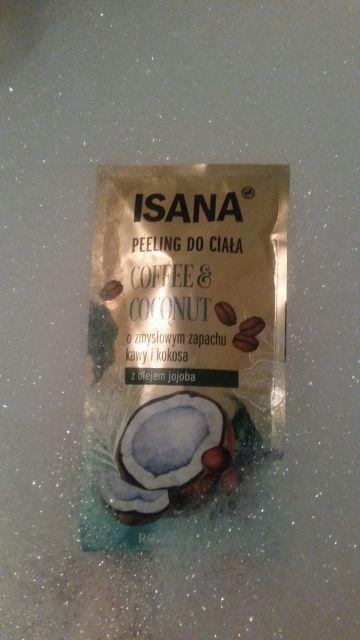 ISANA
PEELING DO CIAŁA
COFFEE &
COCONUT
o zmysłowym zapachu
kawy i kokosa
z olejem jojoba